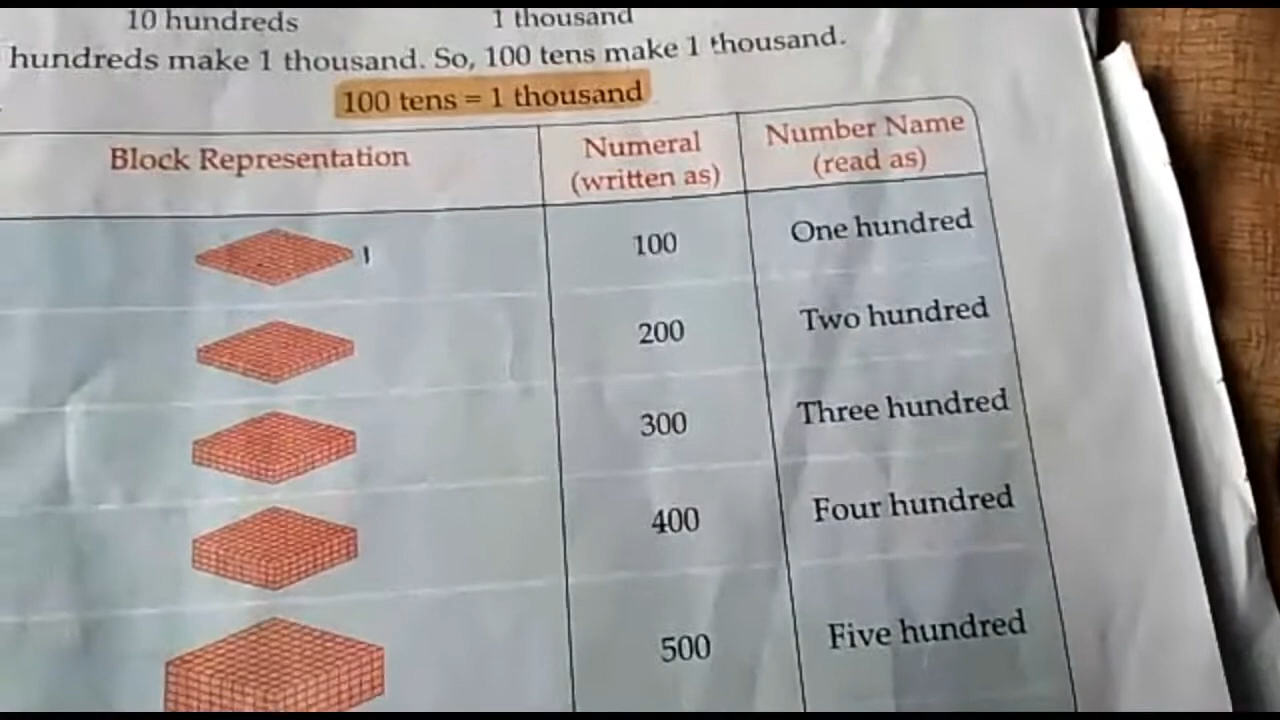 10 hundreds 1 thousand
hundreds make 1 thousand. So, 100 tens make 1 thousand.
100 tens = 1 thousand
Block Representation Numeral (written as) Number Name (read as)
1 100 One hundred
200 Two hundred
300 Three hundred
400 Four hundred
500 Five hundred